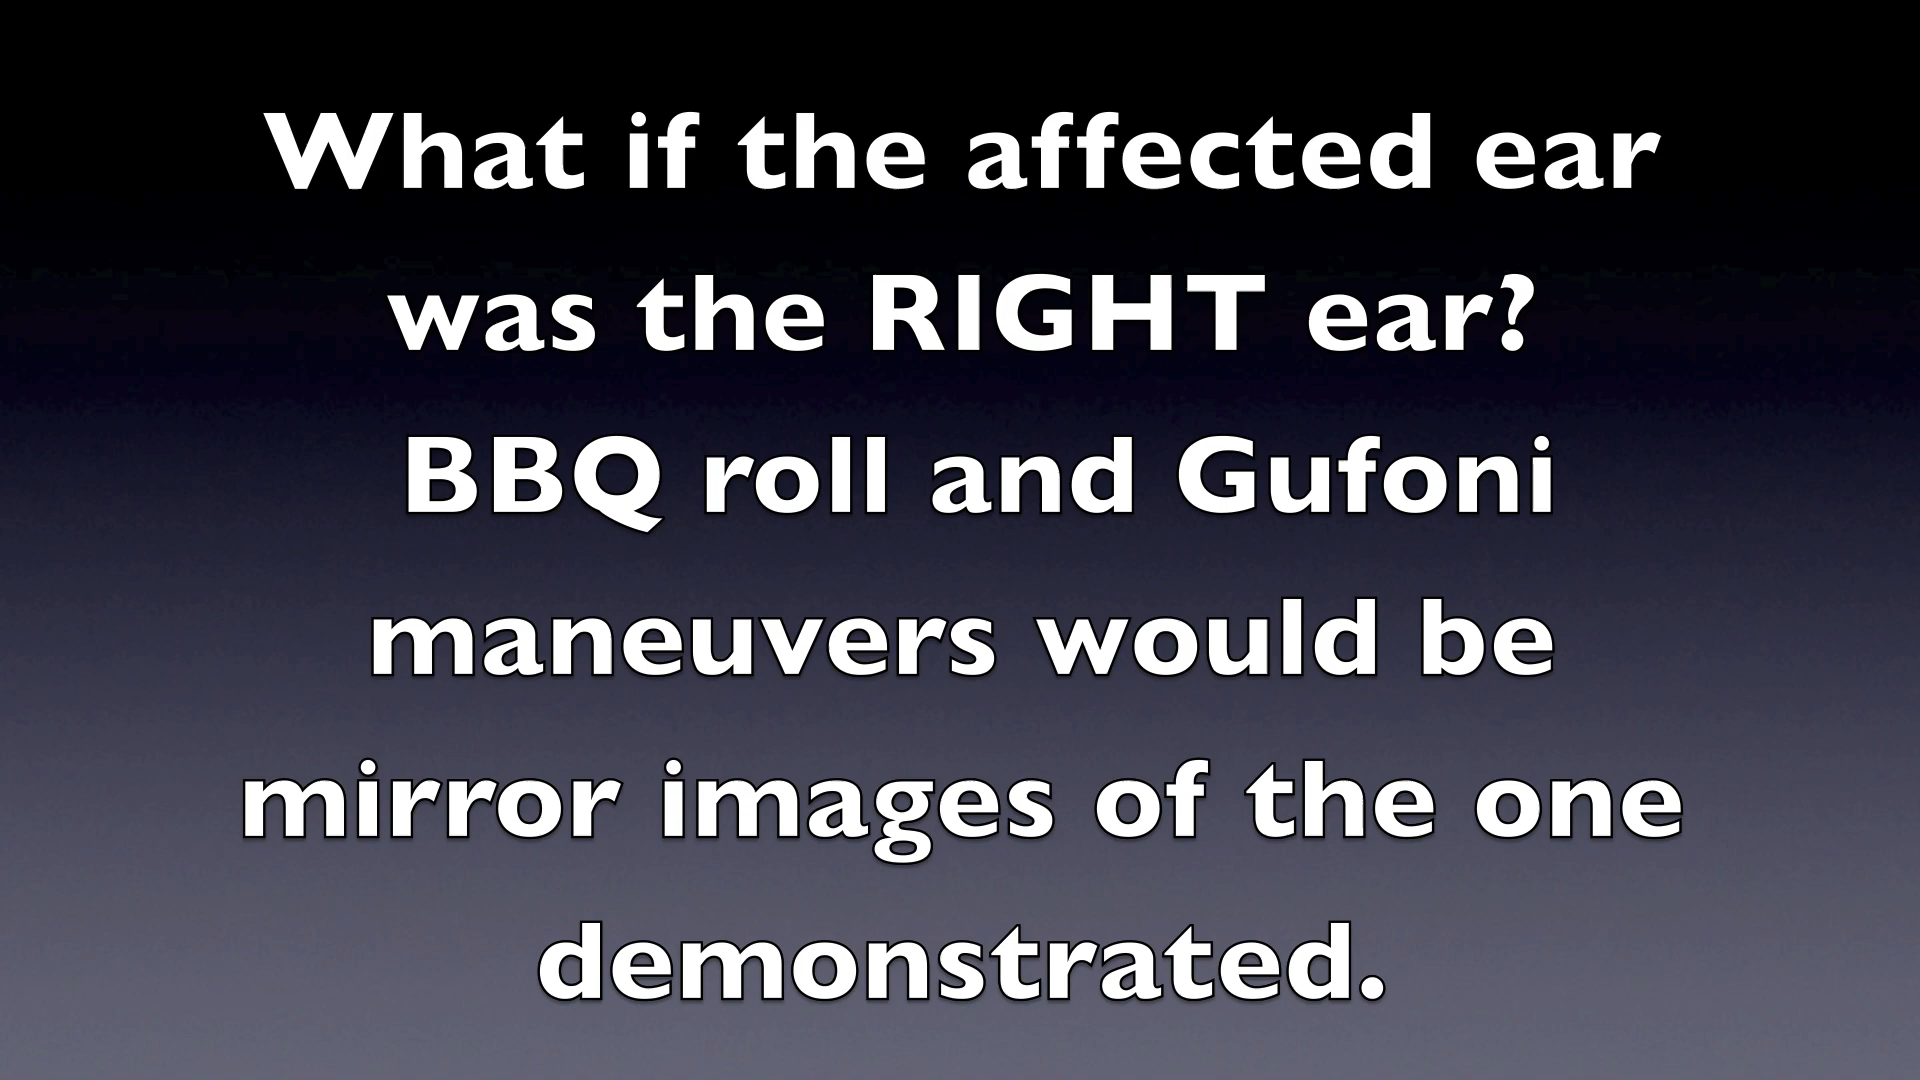 What if the affected ear
was the RIGHT ear?
BBQ roll and Gufoni
maneuvers would be
mirror images of the one
demonstrated.